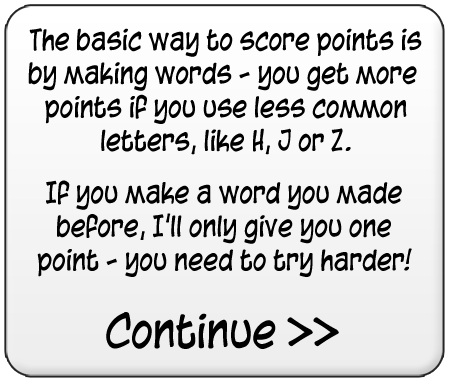 The basic way to score points is
by making words - you get more
points if you use less common
letters, like H, J or Z.
If you make a word you made
before, I'll only give you one
point - you need to try harder!
Continue >>